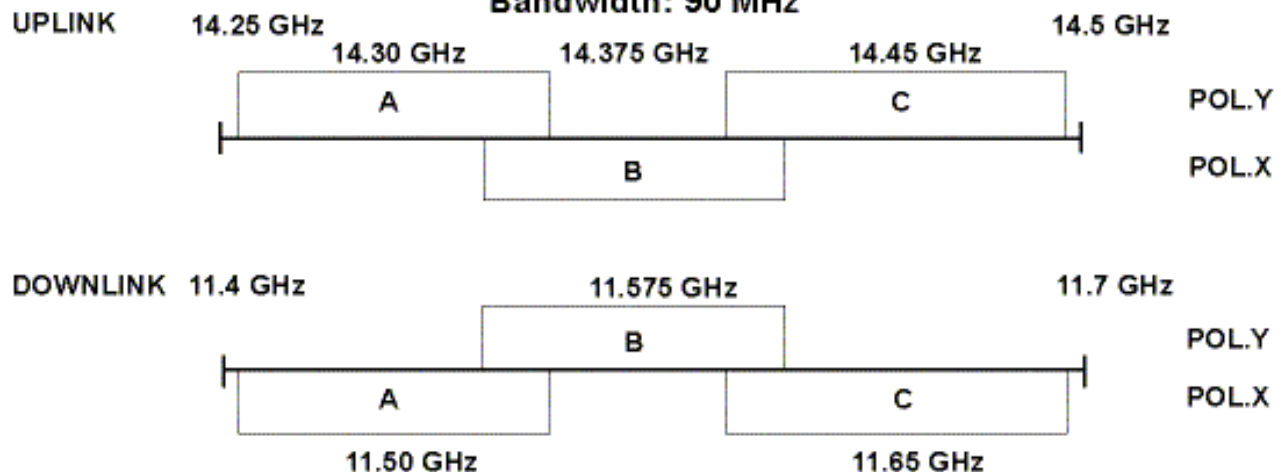 Bandwidth: 90 MHz
UPLINK 14.25 GHz 14.5 GHz
14.30 GHz 14.375 GHz 14.45 GHz
A C POL.Y
B POL.X
DOWNLINK 11.4 GHz 11.575 GHz 11.7 GHz
B POL.Y
A C POL.X
11.50 GHz 11.65 GHz